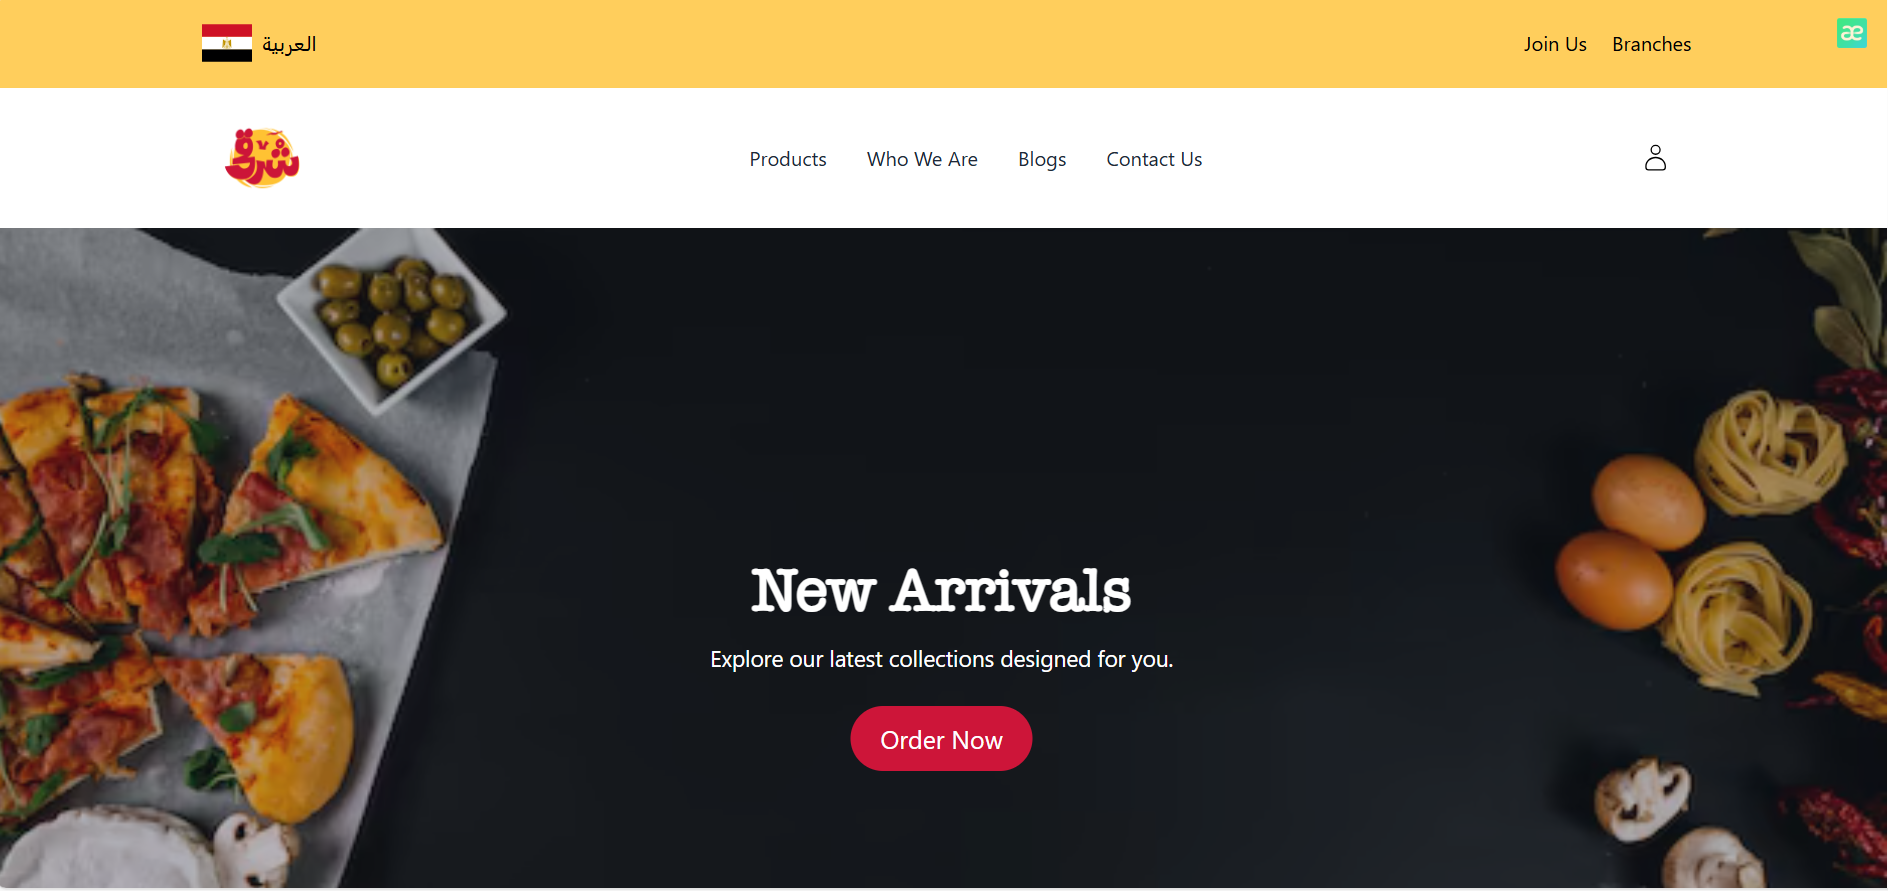 العربية
Join Us Branches
æ
شرقي
Products Who We Are Blogs Contact Us
New Arrivals
Explore our latest collections designed for you.
Order Now